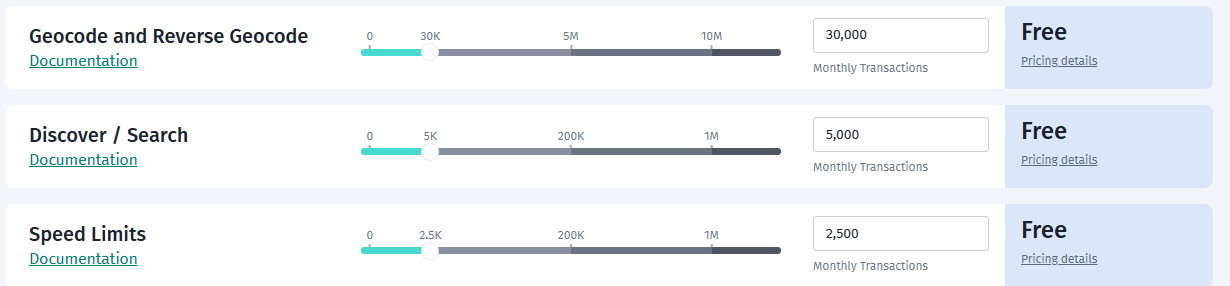 Geocode and Reverse Geocode
Documentation
0 30K 5M 10M
30,000
Monthly Transactions
Free
Pricing details
Discover / Search
Documentation
0 5K 200K 1M
5,000
Monthly Transactions
Free
Pricing details
Speed Limits
Documentation
0 2.5K 200K 1M
2,500
Monthly Transactions
Free
Pricing details